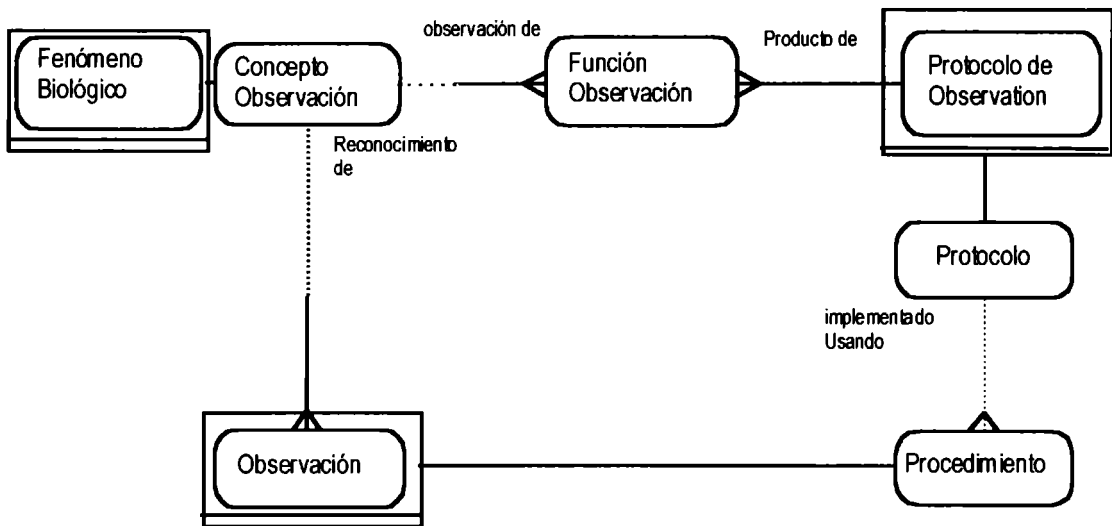 Fenómeno
Biológico
Concepto
Observación
observación de
Función
Observación
Producto de
Protocolo de
Observation
Reconocimiento
de
Protocolo
implementado
Usando
Observación
Procedimiento